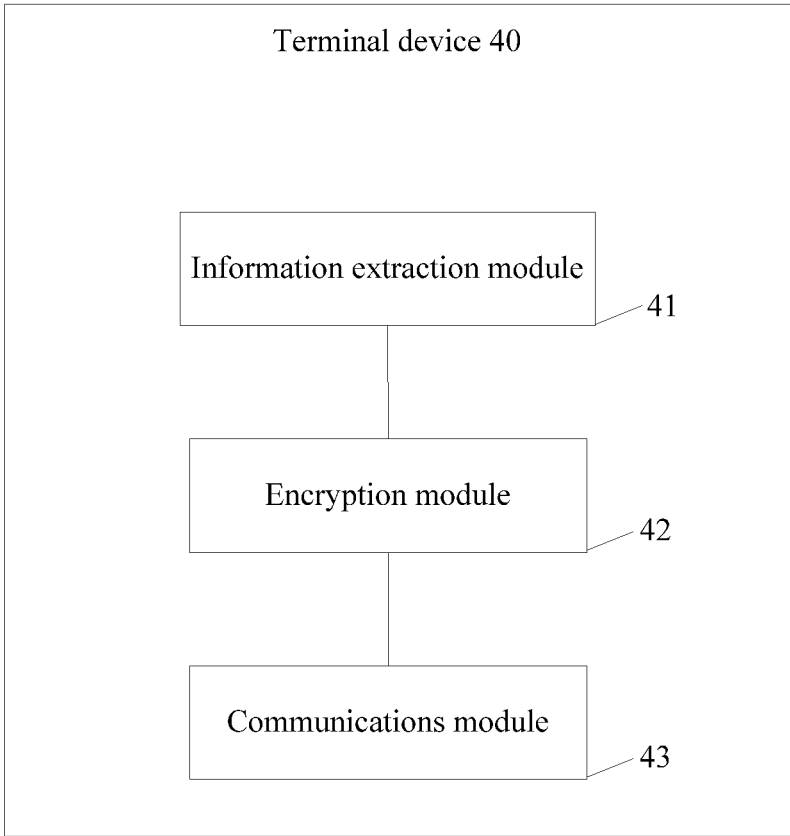 Terminal device 40
Information extraction module
41
Encryption module
42
Communications module
43